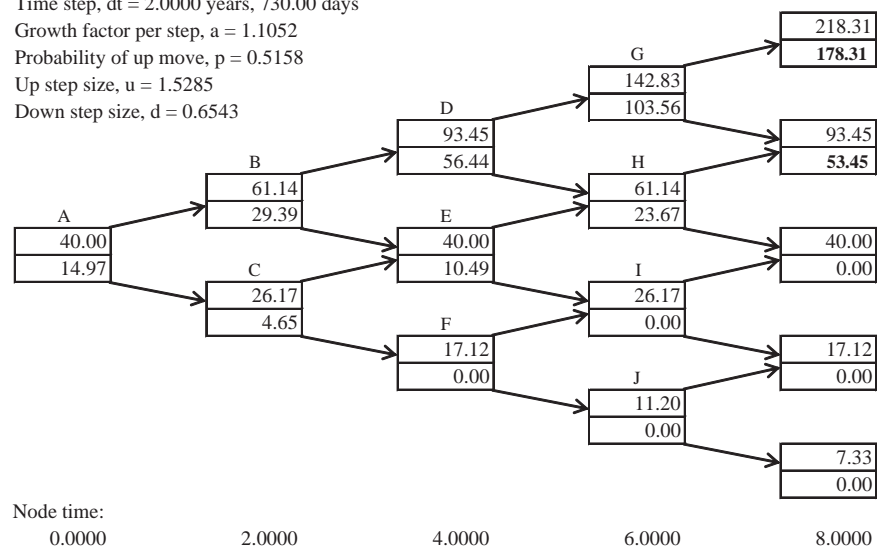 Time step, dt = 2.0000 years, 730.00 days
Growth factor per step, a = 1.1052
Probability of up move, p = 0.5158
Up step size, u = 1.5285
Down step size, d = 0.6543
A
40.00
14.97
B
61.14
29.39
C
26.17
4.65
D
93.45
56.44
E
40.00
10.49
F
17.12
0.00
G
142.83
103.56
H
61.14
23.67
I
26.17
0.00
J
11.20
0.00
218.31
178.31
93.45
53.45
40.00
0.00
17.12
0.00
7.33
0.00
Node time:
0.0000 2.0000 4.0000 6.0000 8.0000